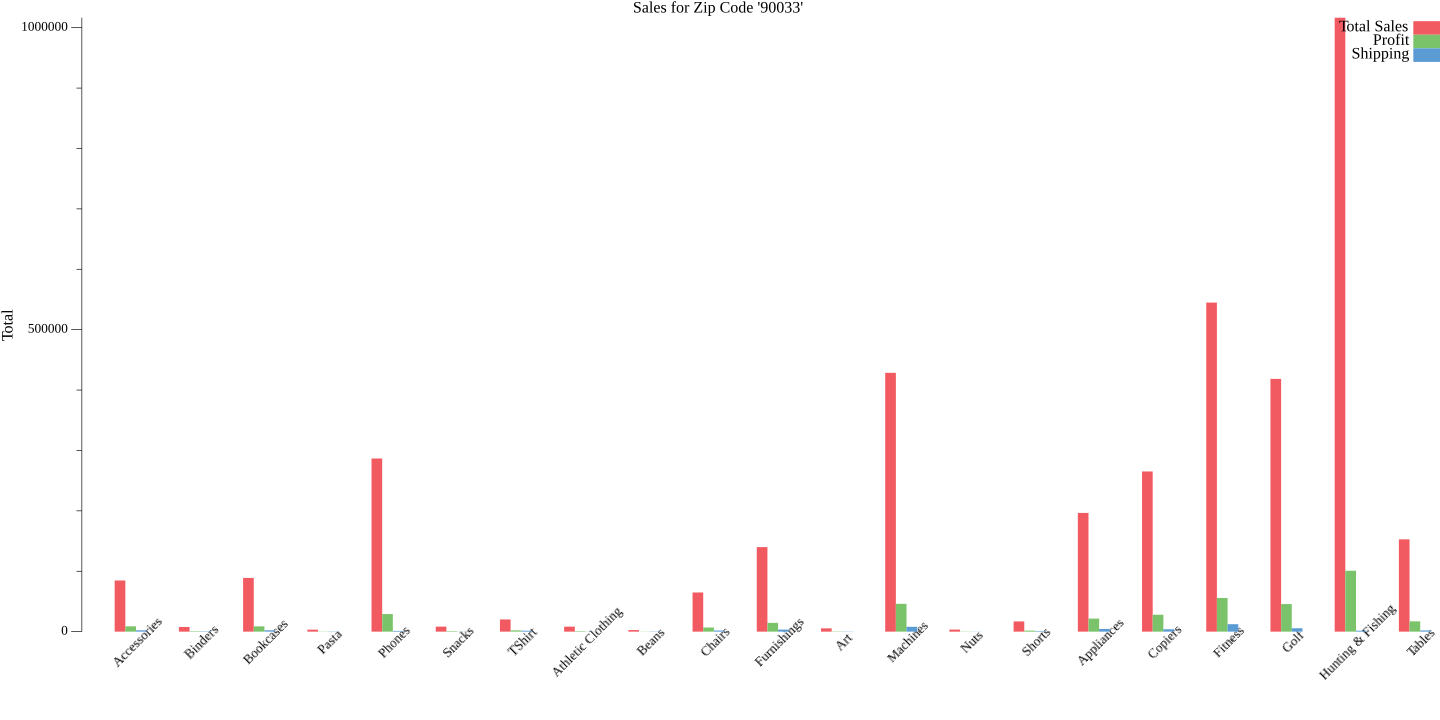 Sales for Zip Code '90033'
Total Sales
Profit
Shipping
Total
1000000
500000
0
Accessories
Binders
Bookcases
Pasta
Phones
Snacks
TShirt
Athletic Clothing
Beans
Chairs
Furnishings
Art
Machines
Nuts
Shorts
Appliances
Copiers
Fitness
Golf
Hunting & Fishing
Tables